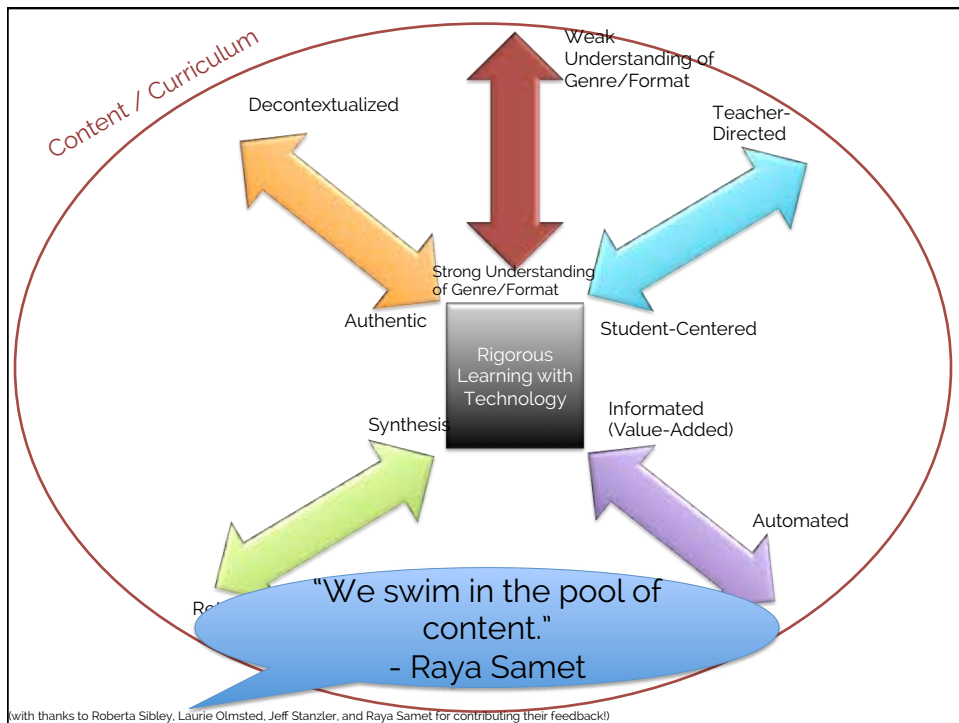 Content / Curriculum
Weak
Understanding of
Genre/Format
Decontextualized
Teacher-
Directed
Strong Understanding
of Genre/Format
Authentic
Student-Centered
Rigorous
Learning with
Technology
Informated
(Value-Added)
Synthesis
Automated
"We swim in the pool of
content."
- Raya Samet
(with thanks to Roberta Sibley, Laurie Olmsted, Jeff Stanzler, and Raya Samet for contributing their feedback!)